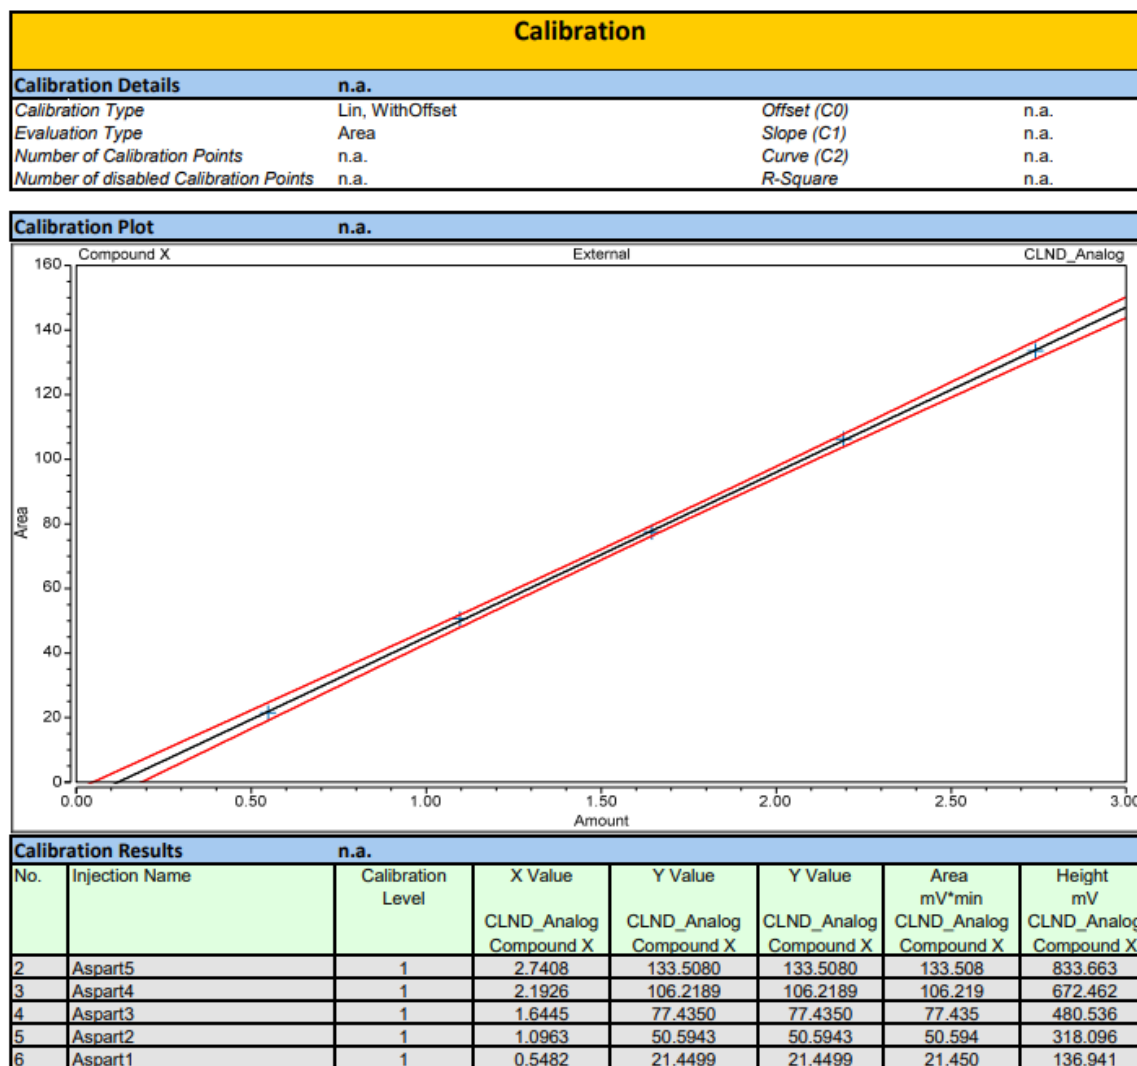 Calibration
Calibration Details n.a.
Calibration Type Lin, WithOffset Offset (C0) n.a.
Evaluation Type Area Slope (C1) n.a.
Number of Calibration Points n.a. Curve (C2) n.a.
Number of disabled Calibration Points n.a. R-Square n.a.
Calibration Plot n.a.
Compound X External CLND_Analog
160
140
120
100
80
60
40
20
0
Area
0.00 0.50 1.00 1.50 2.00 2.50 3.00
Amount
Calibration Results n.a.
No. Injection Name Calibration X Value Y Value Y Value Area Height
Level mV*min mV
CLND_Analog CLND_Analog CLND_Analog CLND_Analog CLND_Analog
Compound X Compound X Compound X Compound X Compound X
2 Aspart5 1 2.7408 133.5080 133.5080 133.508 833.663
3 Aspart4 1 2.1926 106.2189 106.2189 106.219 672.462
4 Aspart3 1 1.6445 77.4350 77.4350 77.435 480.536
5 Aspart2 1 1.0963 50.5943 50.5943 50.594 318.096
6 Aspart1 1 0.5482 21.4499 21.4499 21.450 136.941